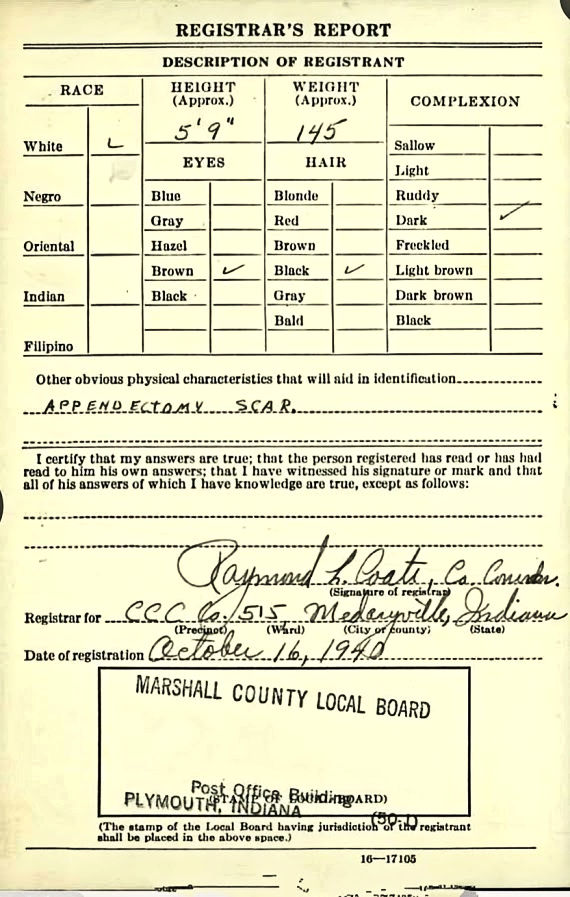 REGISTRAR'S REPORT
DESCRIPTION OF REGISTRANT
RACE
HEIGHT (Approx.)
WEIGHT (Approx.)
COMPLEXION
5'9"
145
White
Sallow
EYES
HAIR
Light
Negro
Blue
Blonde
Ruddy
Gray
Red
Dark ✓
Oriental
Hazel
Brown
Freckled
Brown ✓
Black ✓
Light brown
Indian
Black
Gray
Dark brown
Bald
Black
Filipino
Other obvious physical characteristics that will aid in identification
APPENDECTOMY SCAR.
I certify that my answers are true; that the person registered has read or has had
read to him his own answers; that I have witnessed his signature or mark and that
all of his answers of which I have knowledge are true, except as follows:
Raymond L. Coate, Co.
(Signature of registrar)
Registrar for CCC Co. 515, Medaryville, Indiana
(Precinct) (Ward) (City or county) (State)
Date of registration October 16, 1940
MARSHALL COUNTY LOCAL BOARD
Post Office Building
(STAMP OF LOCAL BOARD)
PLYMOUTH, INDIANA
(50-1)
(The stamp of the Local Board having jurisdiction of the registrant
shall be placed in the above space.)
16—17105